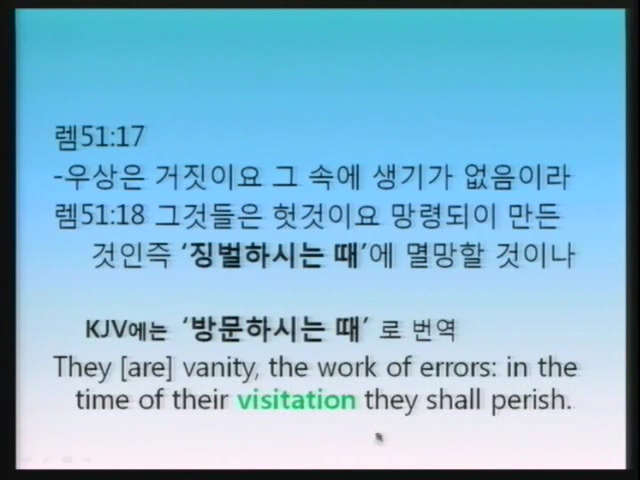 렘51:17
-우상은 거짓이요 그 속에 생기가 없음이라
렘51:18 그것들은 헛것이요 망령되이 만든
것인즉 ‘징벌하시는 때’에 멸망할 것이나
KJV에는 ‘방문하시는 때’ 로 번역
They [are] vanity, the work of errors: in the
time of their visitation they shall perish.